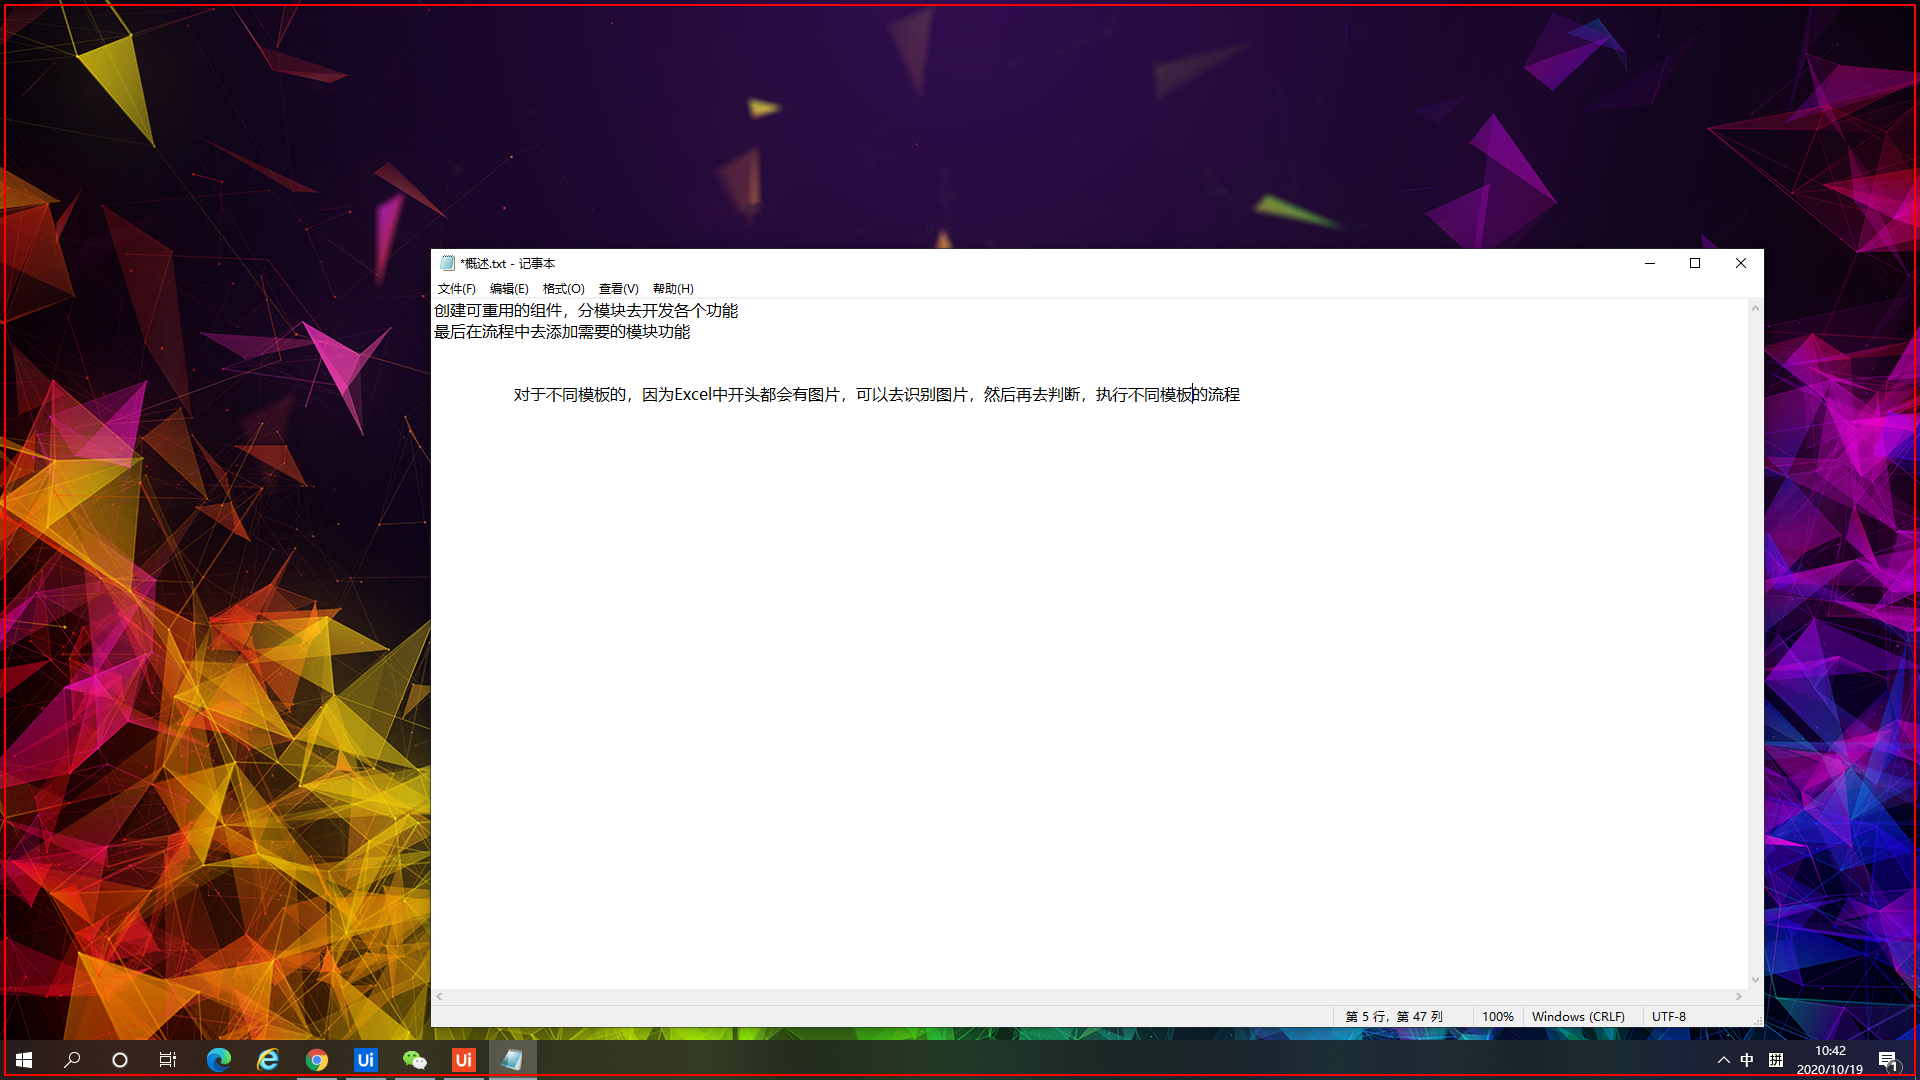 *概述.txt - 记事本
文件(F) 编辑(E) 格式(O) 查看(V) 帮助(H)
创建可重用的组件，分模块去开发各个功能
最后在流程中去添加需要的模块功能
对于不同模板的，因为Excel中开头都会有图片，可以去识别图片，然后再去判断，执行不同模板的流程
第 5 行，第 47 列 100% Windows (CRLF) UTF-8
Ui Ui 中 拼 10:42
2020/10/19 1